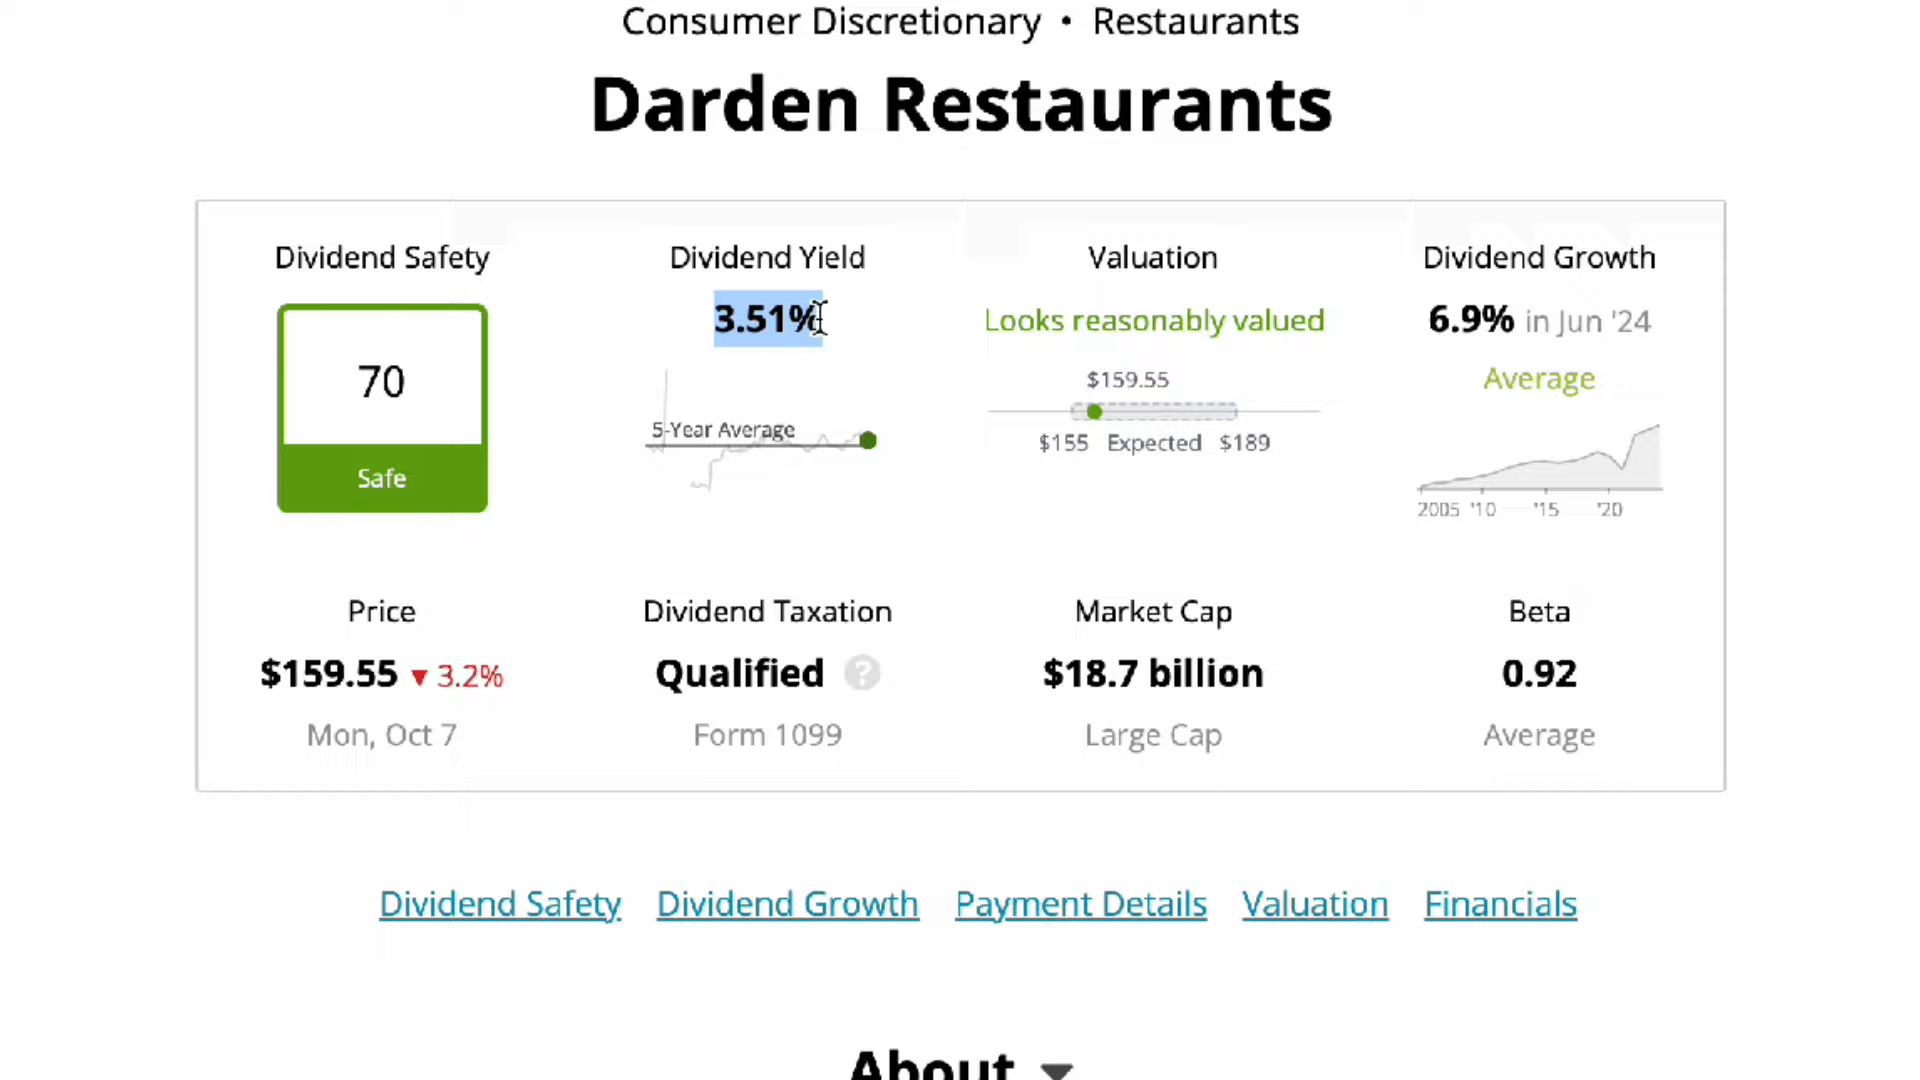 Consumer Discretionary • Restaurants
Darden Restaurants
Dividend Safety
70
Safe
Dividend Yield
3.51%
5-Year Average
Valuation
Looks reasonably valued
$159.55
$155 Expected $189
Dividend Growth
6.9% in Jun '24
Average
2005 '10 '15 '20
Price
$159.55 ▼ 3.2%
Mon, Oct 7
Dividend Taxation
Qualified ?
Form 1099
Market Cap
$18.7 billion
Large Cap
Beta
0.92
Average
Dividend Safety Dividend Growth Payment Details Valuation Financials
About